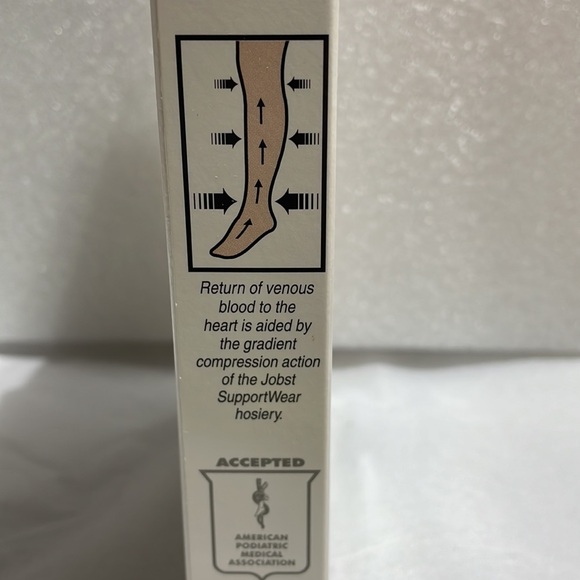 Return of venous
blood to the
heart is aided by
the gradient
compression action
of the Jobst
SupportWear
hosiery.
ACCEPTED
AMERICAN
PODIATRIC
MEDICAL
ASSOCIATION